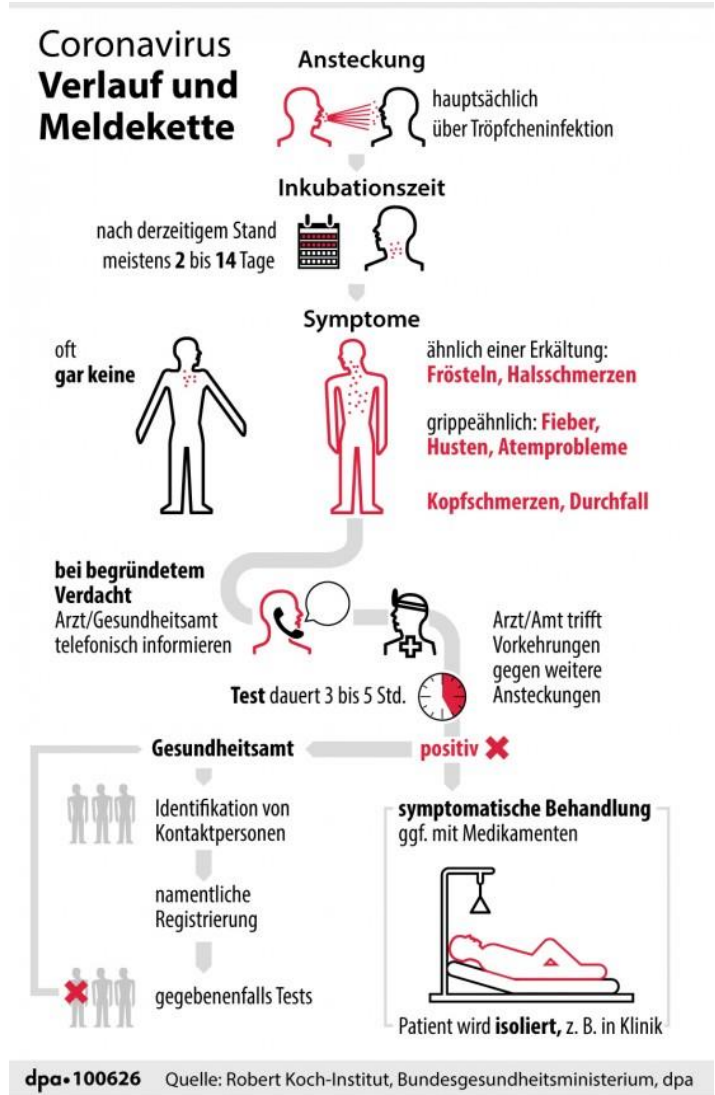 Coronavirus
Verlauf und
Meldekette
Ansteckung
hauptsächlich
über Tröpfcheninfektion
Inkubationszeit
nach derzeitigem Stand
meistens 2 bis 14 Tage
Symptome
oft
gar keine
ähnlich einer Erkältung:
Frösteln, Halsschmerzen
grippeähnlich: Fieber,
Husten, Atemprobleme
Kopfschmerzen, Durchfall
bei begründetem
Verdacht
Arzt/Gesundheitsamt
telefonisch informieren
Arzt/Amt trifft
Vorkehrungen
gegen weitere
Ansteckungen
Test dauert 3 bis 5 Std.
Gesundheitsamt
positiv
Identifikation von
Kontaktpersonen
namentliche
Registrierung
gegebenenfalls Tests
symptomatische Behandlung
ggf. mit Medikamenten
Patient wird isoliert, z. B. in Klinik
dpa•100626 Quelle: Robert Koch-Institut, Bundesgesundheitsministerium, dpa